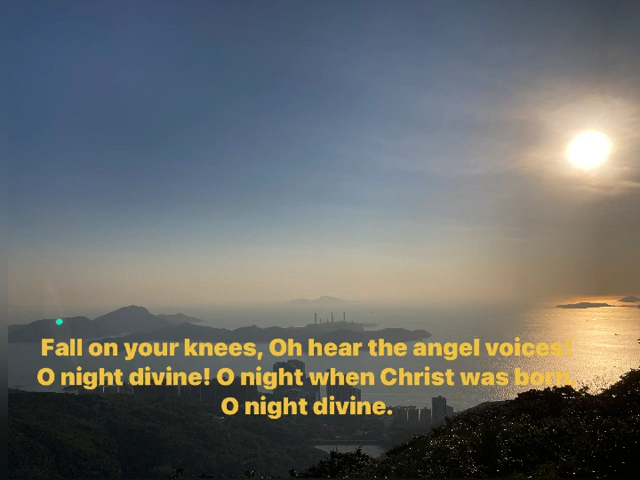 Fall on your knees, Oh hear the angel voices!
O night divine! O night when Christ was born
O night divine.